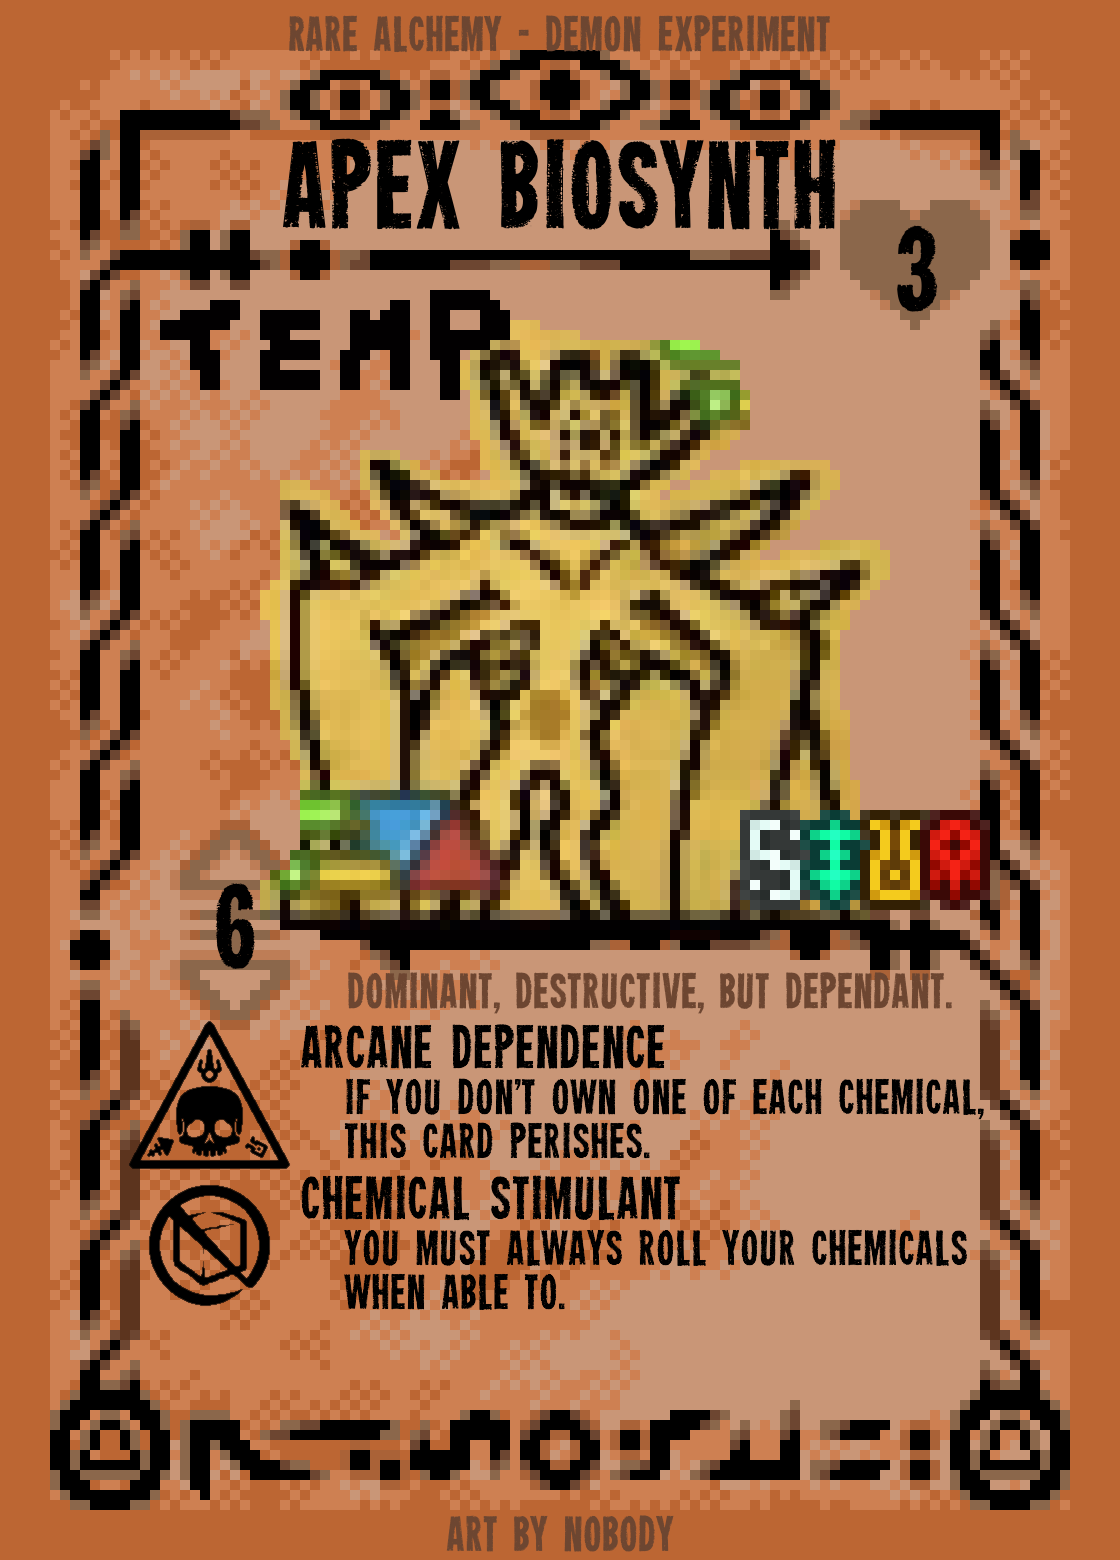 RARE ALCHEMY - DEMON EXPERIMENT
APEX BIOSYNTH
3
TEMP
6
DOMINANT, DESTRUCTIVE, BUT DEPENDANT.
ARCANE DEPENDENCE
IF YOU DON'T OWN ONE OF EACH CHEMICAL,
THIS CARD PERISHES.
CHEMICAL STIMULANT
YOU MUST ALWAYS ROLL YOUR CHEMICALS
WHEN ABLE TO.
ART BY NOBODY